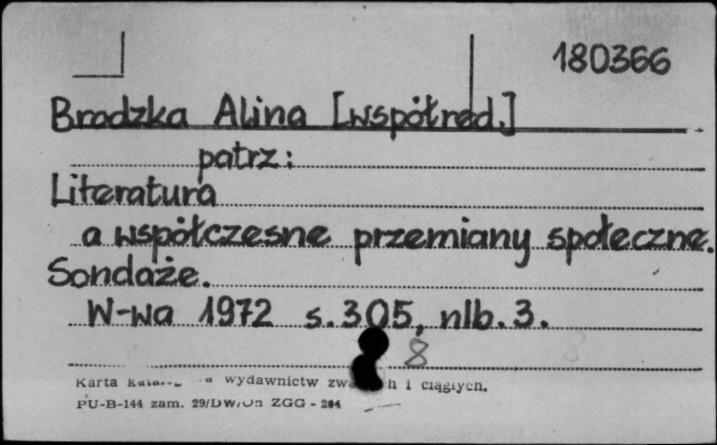 180366
Brodzka Alina [współred.]
patrz:
Literatura
a współczesne przemiany społeczne.
Sondaże.
W-wa 1972 s. 305, nlb. 3.
8
Karta wydawnictw i ciągłych.
PU-B-144 zam. ZGG - 204